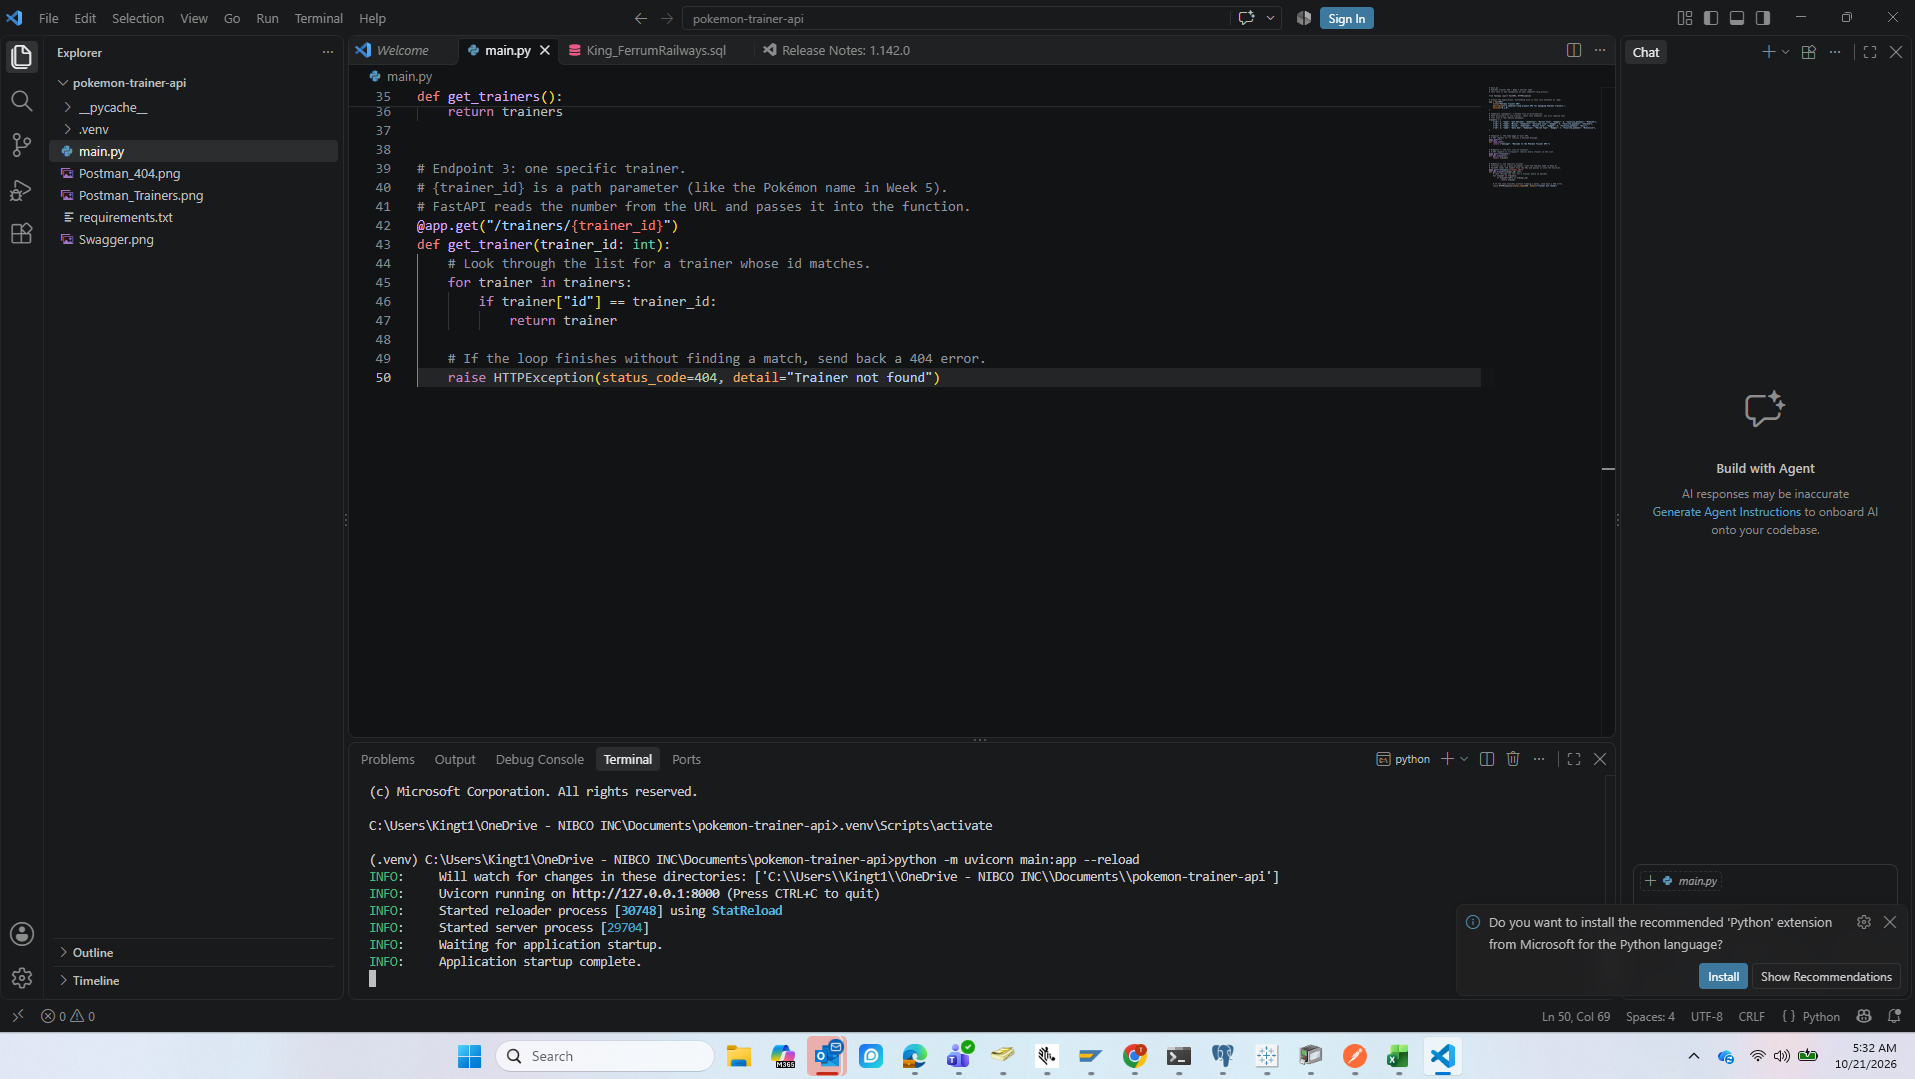 File Edit Selection View Go Run Terminal Help
pokemon-trainer-api
Sign In
Explorer
pokemon-trainer-api
__pycache__
.venv
main.py
Postman_404.png
Postman_Trainers.png
requirements.txt
Swagger.png
Outline
Timeline
Welcome
main.py
King_FerrumRailways.sql
Release Notes: 1.142.0
main.py
35 def get_trainers():
36 return trainers
37
38
39 # Endpoint 3: one specific trainer.
40 # {trainer_id} is a path parameter (like the Pokémon name in Week 5).
41 # FastAPI reads the number from the URL and passes it into the function.
42 @app.get("/trainers/{trainer_id}")
43 def get_trainer(trainer_id: int):
44 # Look through the list for a trainer whose id matches.
45 for trainer in trainers:
46 if trainer["id"] == trainer_id:
47 return trainer
48
49 # If the loop finishes without finding a match, send back a 404 error.
50 raise HTTPException(status_code=404, detail="Trainer not found")
Problems Output Debug Console Terminal Ports
python
(c) Microsoft Corporation. All rights reserved.
C:\Users\Kingt1\OneDrive - NIBCO INC\Documents\pokemon-trainer-api>.venv\Scripts\activate
(.venv) C:\Users\Kingt1\OneDrive - NIBCO INC\Documents\pokemon-trainer-api>python -m uvicorn main:app --reload
INFO: Will watch for changes in these directories: ['C:\\Users\\Kingt1\\OneDrive - NIBCO INC\\Documents\\pokemon-trainer-api']
INFO: Uvicorn running on http://127.0.0.1:8000 (Press CTRL+C to quit)
INFO: Started reloader process [30748] using StatReload
INFO: Started server process [29704]
INFO: Waiting for application startup.
INFO: Application startup complete.
Chat
Build with Agent
AI responses may be inaccurate
Generate Agent Instructions to onboard AI
onto your codebase.
main.py
Do you want to install the recommended 'Python' extension
from Microsoft for the Python language?
Install
Show Recommendations
0 0
Ln 50, Col 69
Spaces: 4
UTF-8
CRLF
{ } Python
Search
M365
5:32 AM
10/21/2026